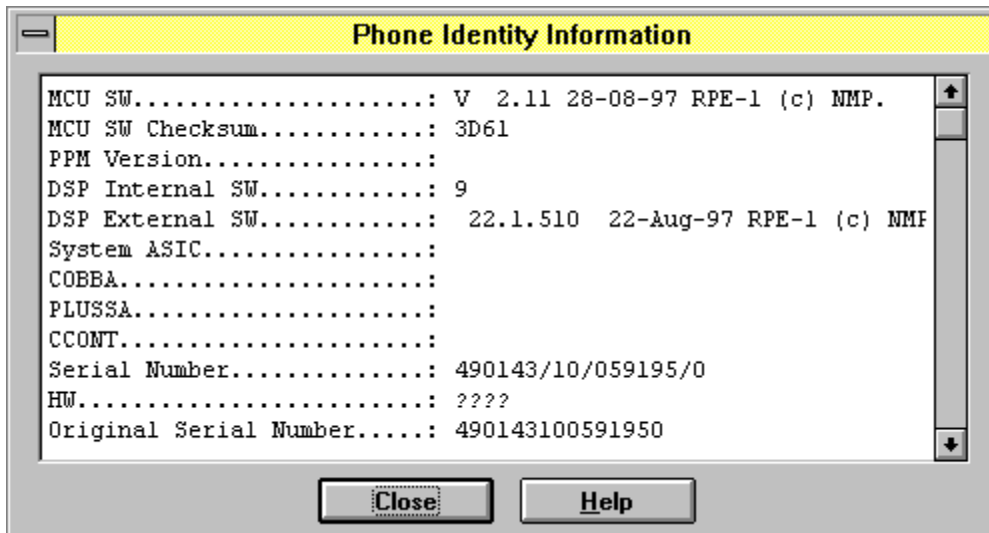 Phone Identity Information
MCU SW.....................: V  2.11 28-08-97 RPE-1 (c) NMP.
MCU SW Checksum............: 3D61
PPM Version................:
DSP Internal SW............: 9
DSP External SW............:  22.1.510  22-Aug-97 RPE-1 (c) NMP
System ASIC................:
COBBA......................:
PLUSSA.....................:
CCONT......................:
Serial Number..............: 490143/10/059195/0
HW.........................: ????
Original Serial Number.....: 490143100591950
Close
Help